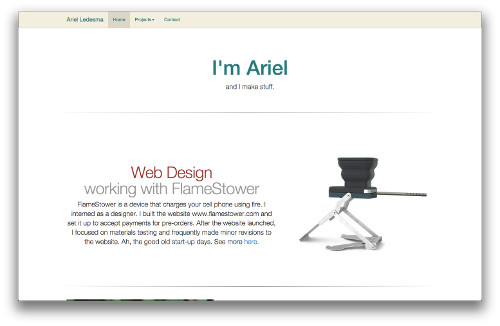 Ariel Ledesma Home Projects Contact
I'm Ariel
and I make stuff.
Web Design
working with FlameStower
FlameStower is a device that charges your cell phone using fire. I
interned as a designer. I built the website www.flamestower.com and
set it up to accept payments for pre-orders. After the website launched,
I focused on materials testing and frequently made minor revisions to
the website. Ah, the good old start-up days. See more here.